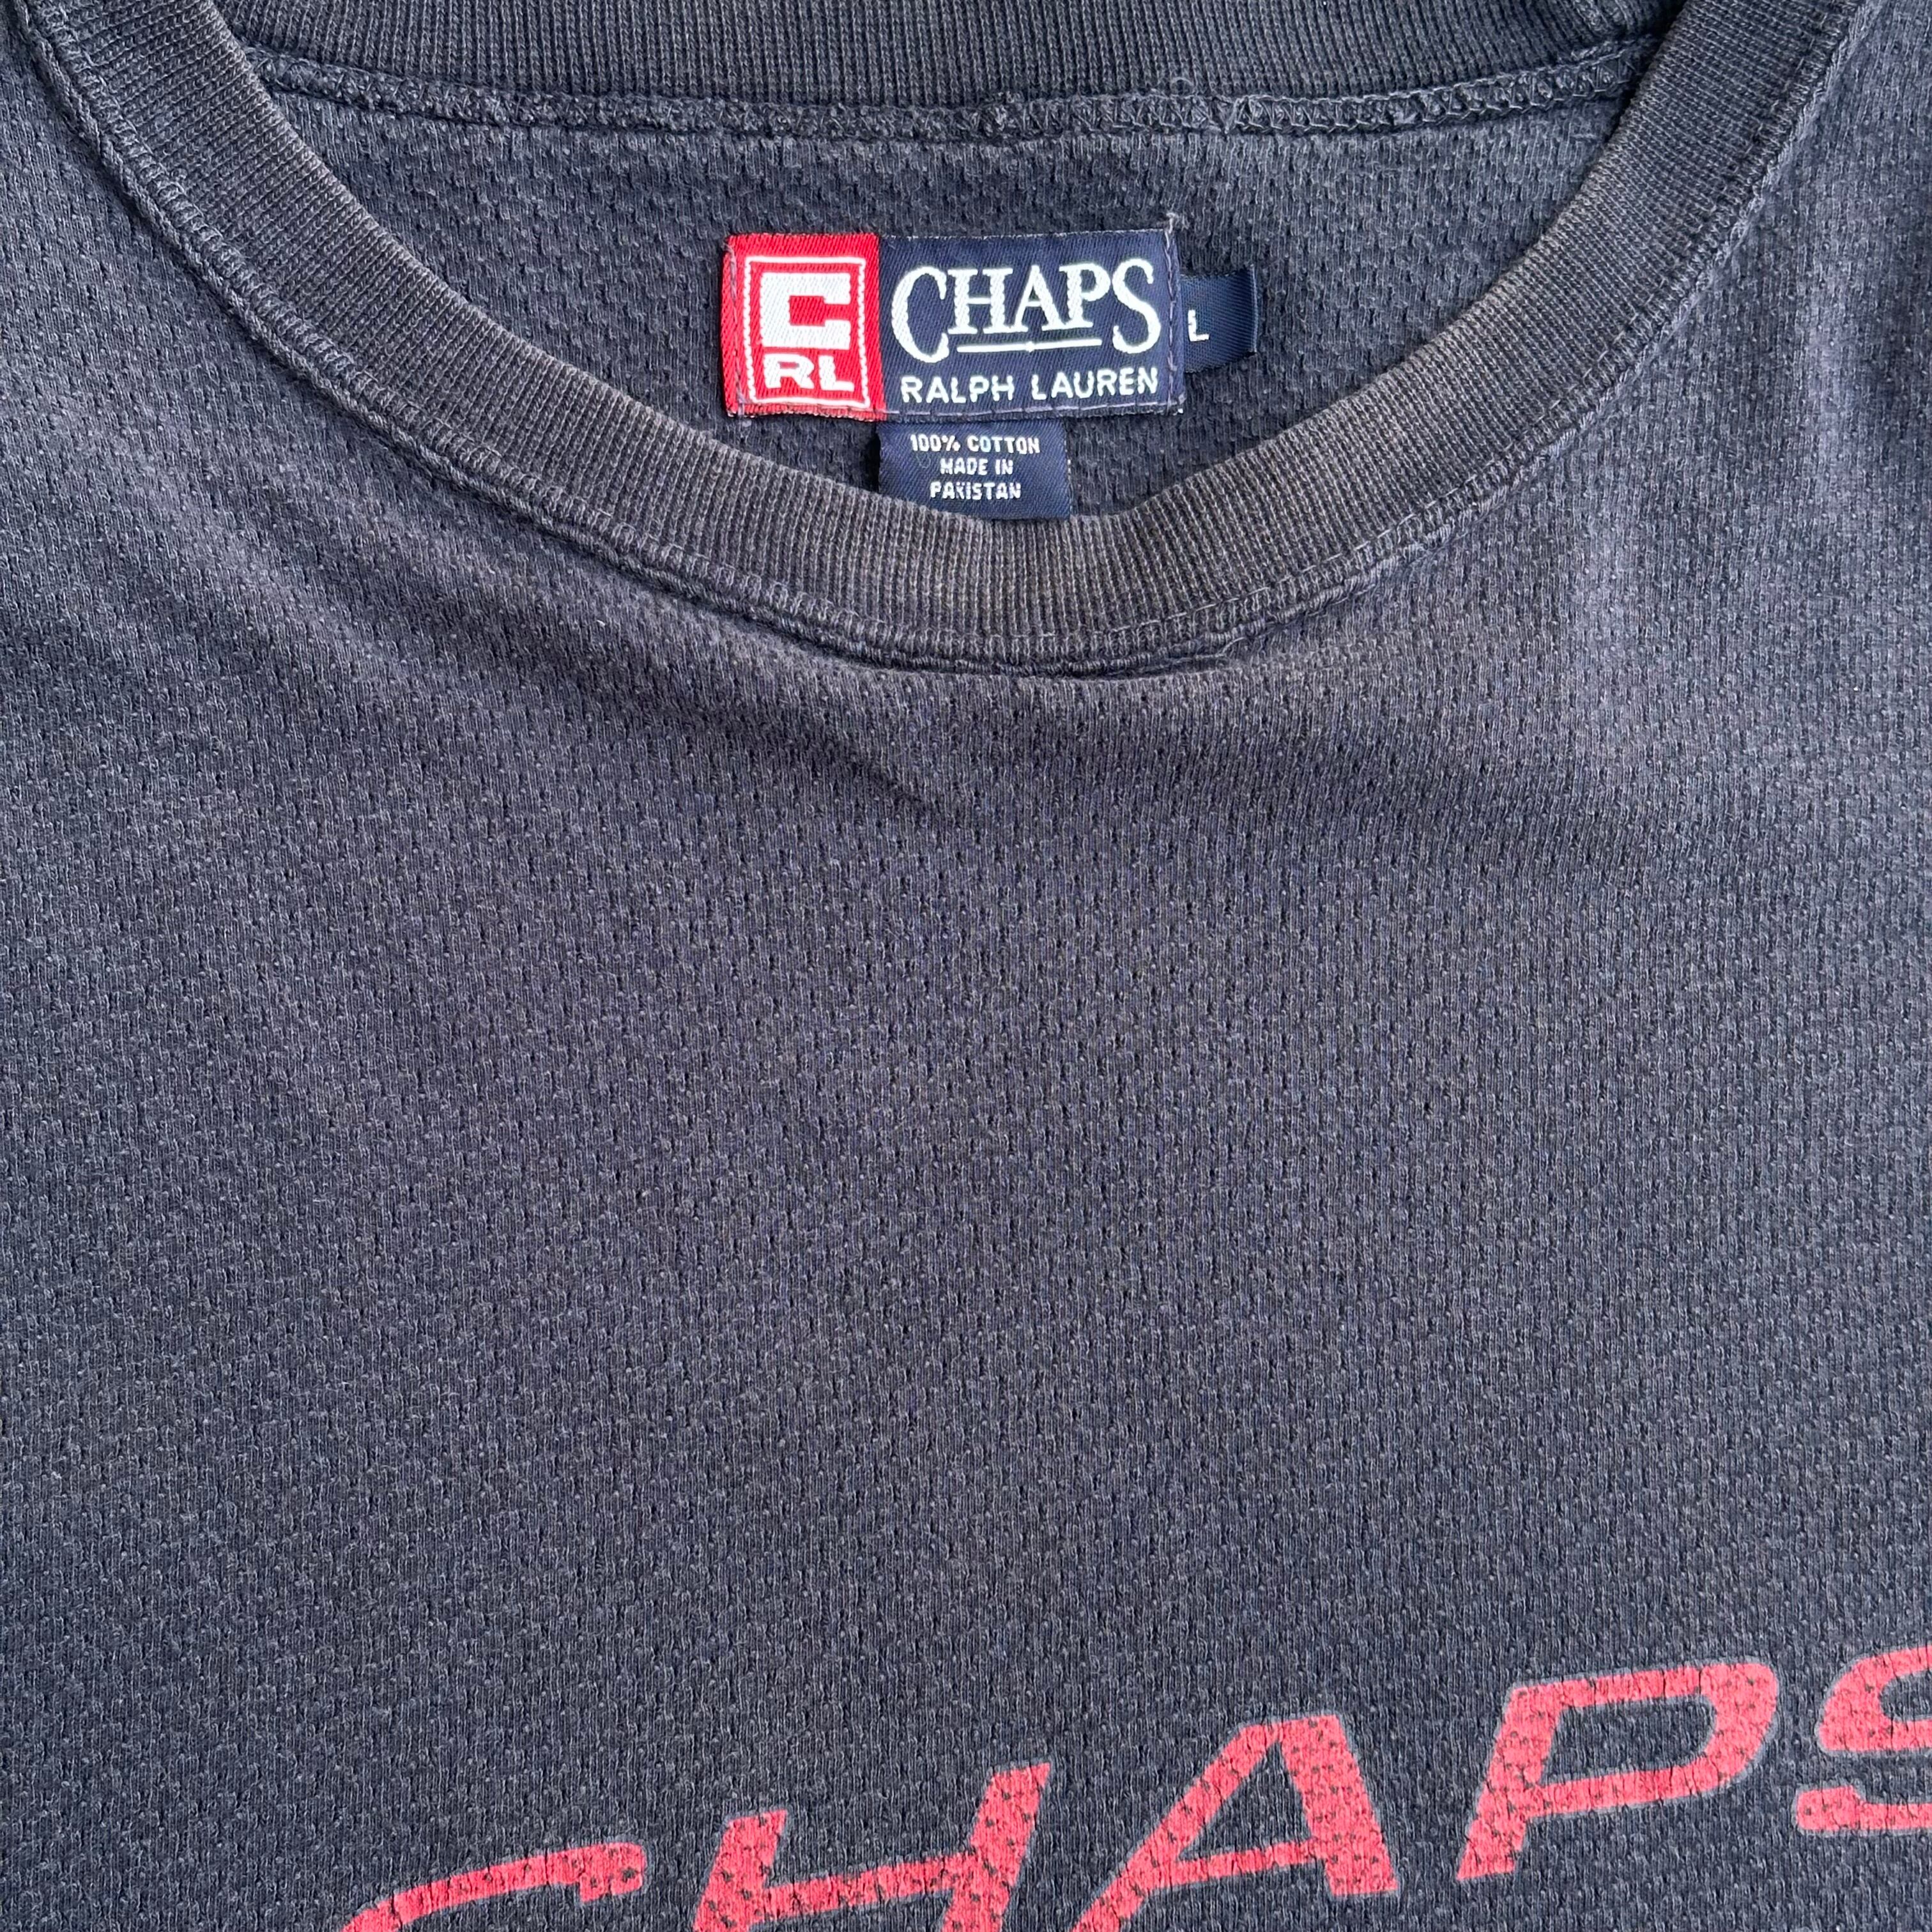 C
RL
CHAPS
RALPH LAUREN
L
100% COTTON
MADE IN
PAKISTAN
CHAPS